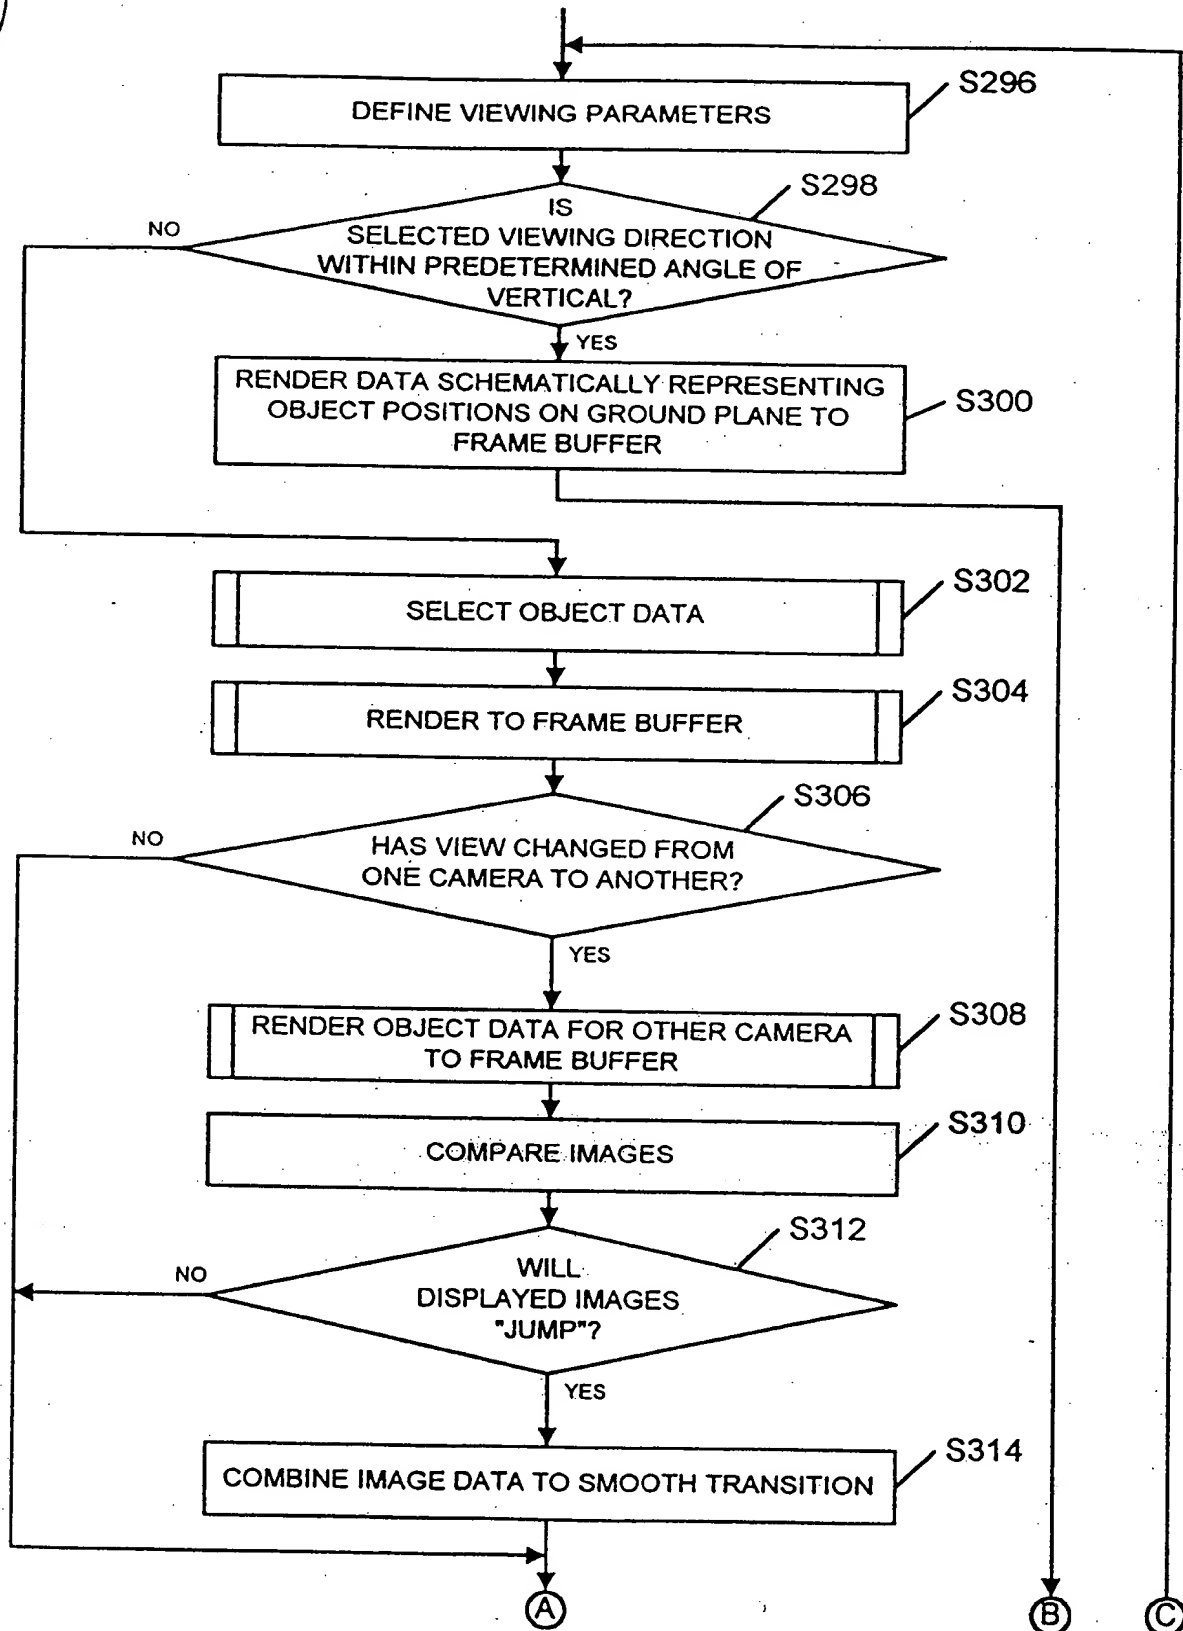 S296
DEFINE VIEWING PARAMETERS
S298
NO
IS
SELECTED VIEWING DIRECTION
WITHIN PREDETERMINED ANGLE OF
VERTICAL?
YES
RENDER DATA SCHEMATICALLY REPRESENTING
OBJECT POSITIONS ON GROUND PLANE TO
FRAME BUFFER
S300
S302
SELECT OBJECT DATA
S304
RENDER TO FRAME BUFFER
S306
NO
HAS VIEW CHANGED FROM
ONE CAMERA TO ANOTHER?
YES
S308
RENDER OBJECT DATA FOR OTHER CAMERA
TO FRAME BUFFER
S310
COMPARE IMAGES
S312
NO
WILL
DISPLAYED IMAGES
"JUMP"?
YES
S314
COMBINE IMAGE DATA TO SMOOTH TRANSITION
A
B
C